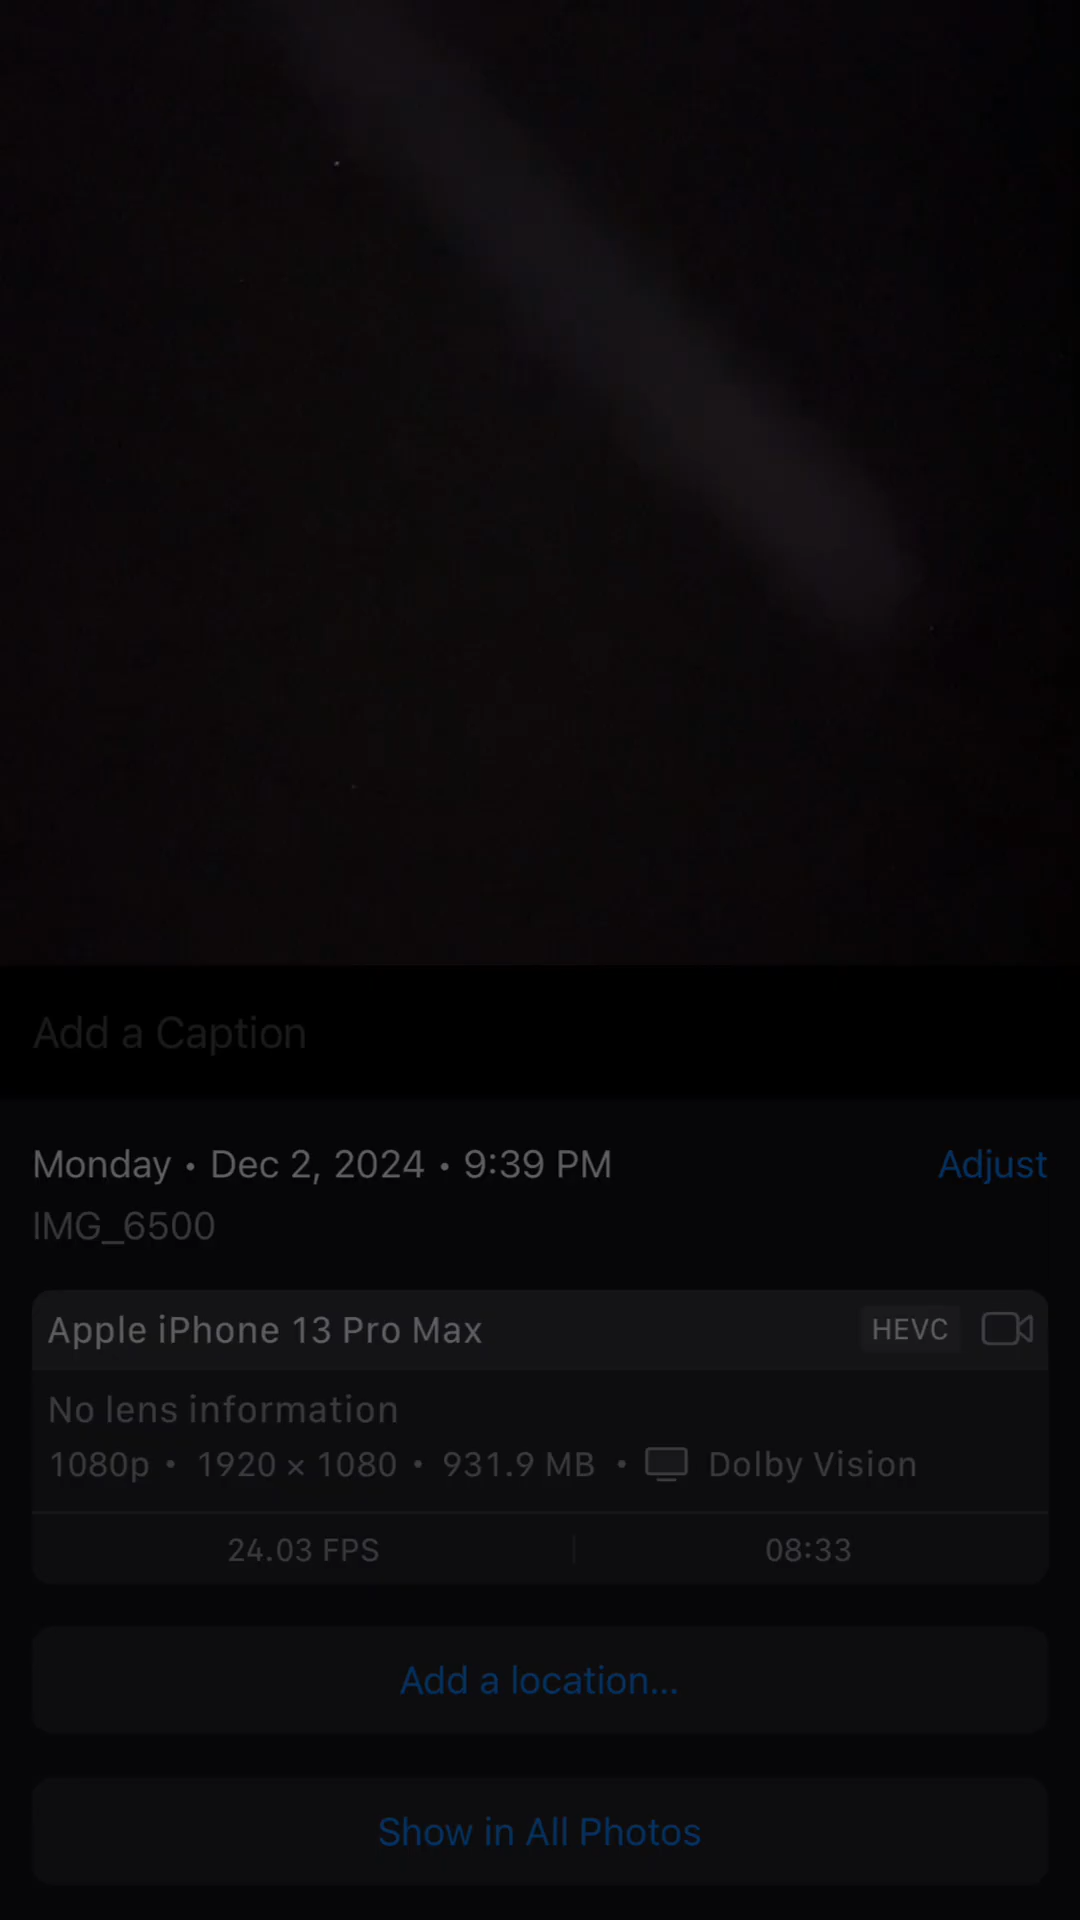 Add a Caption
Monday • Dec 2, 2024 • 9:39 PM
Adjust
IMG_6500
Apple iPhone 13 Pro Max
HEVC
No lens information
1080p • 1920 × 1080 • 931.9 MB • Dolby Vision
24.03 FPS
08:33
Add a location...
Show in All Photos